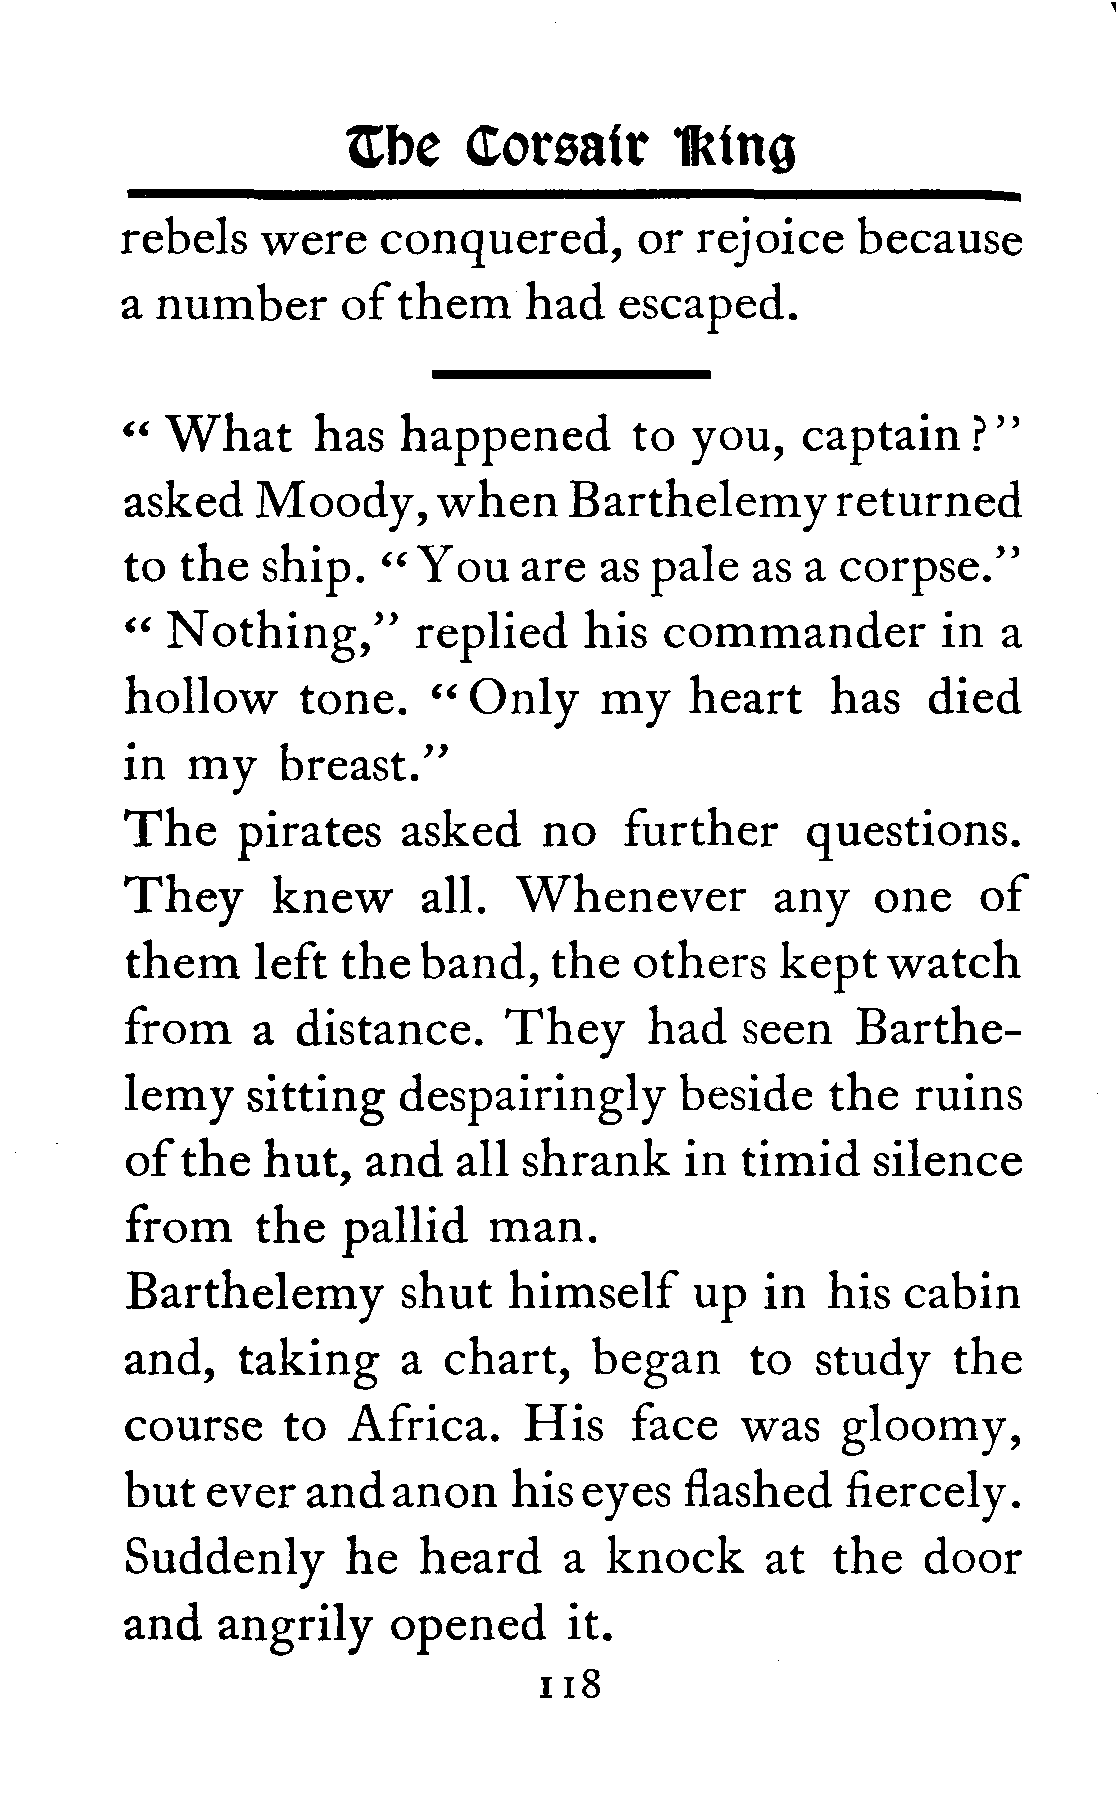 The Corsair King
rebels were conquered, or rejoice because
a number of them had escaped.
"What has happened to you, captain?"
asked Moody, when Barthelemy returned
to the ship. "You are as pale as a corpse."
"Nothing," replied his commander in a
hollow tone. "Only my heart has died
in my breast."
The pirates asked no further questions.
They knew all. Whenever any one of
them left the band, the others kept watch
from a distance. They had seen Barthe-
lemy sitting despairingly beside the ruins
of the hut, and all shrank in timid silence
from the pallid man.
Barthelemy shut himself up in his cabin
and, taking a chart, began to study the
course to Africa. His face was gloomy,
but ever and anon his eyes flashed fiercely.
Suddenly he heard a knock at the door
and angrily opened it.
118